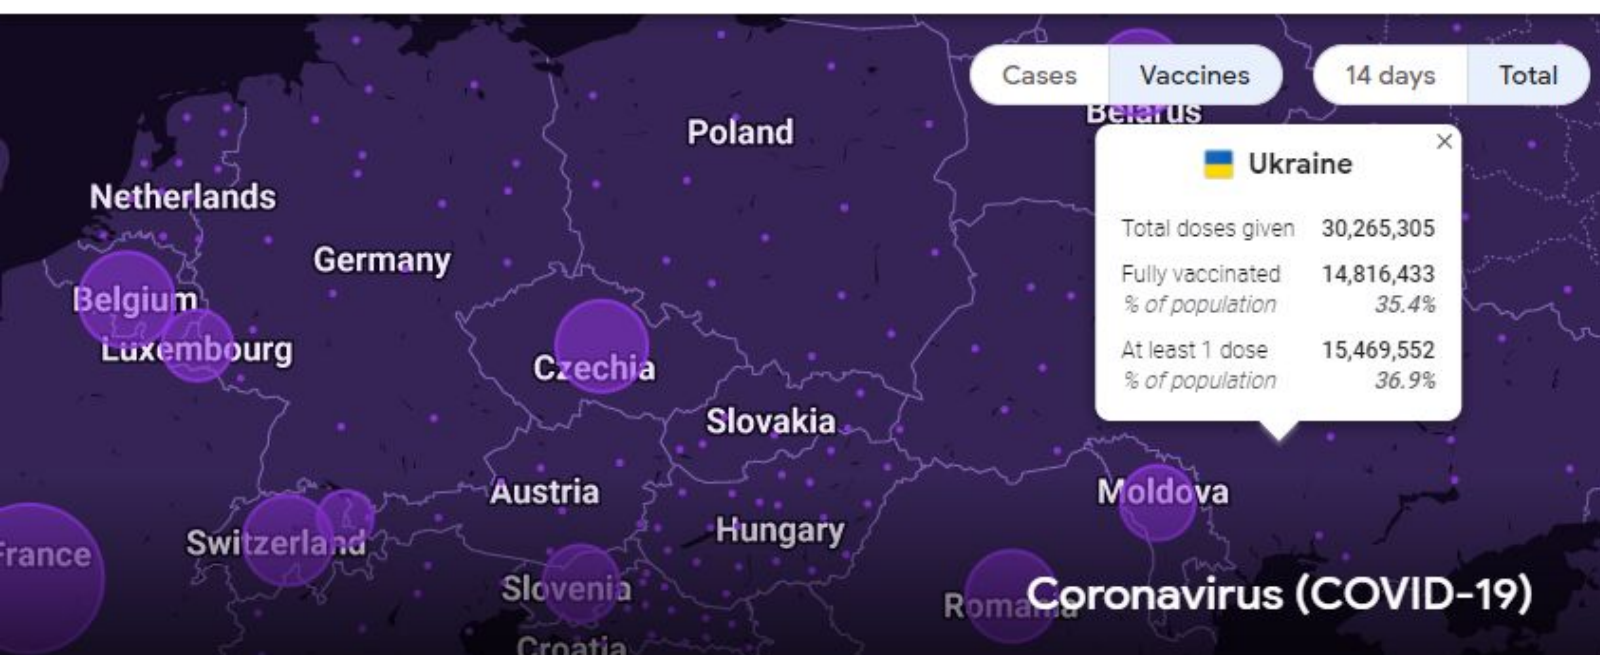 Cases Vaccines 14 days Total
Belarus
Poland
Ukraine
Netherlands
Total doses given 30,265,305
Germany
Fully vaccinated 14,816,433
% of population 35.4%
Belgium
Luxembourg
At least 1 dose 15,469,552
Czechia
% of population 36.9%
Slovakia
Austria
Moldova
Hungary
Switzerland
France
Slovenia
Romania
Coronavirus (COVID-19)
Croatia